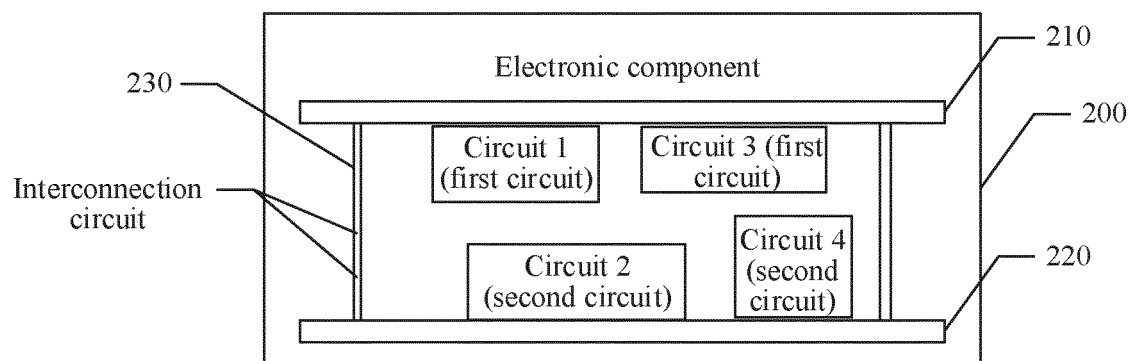 210
Electronic component
230
200
Circuit 1
(first circuit)
Circuit 3 (first
circuit)
Interconnection
circuit
Circuit 4
(second
circuit)
Circuit 2
(second circuit)
220